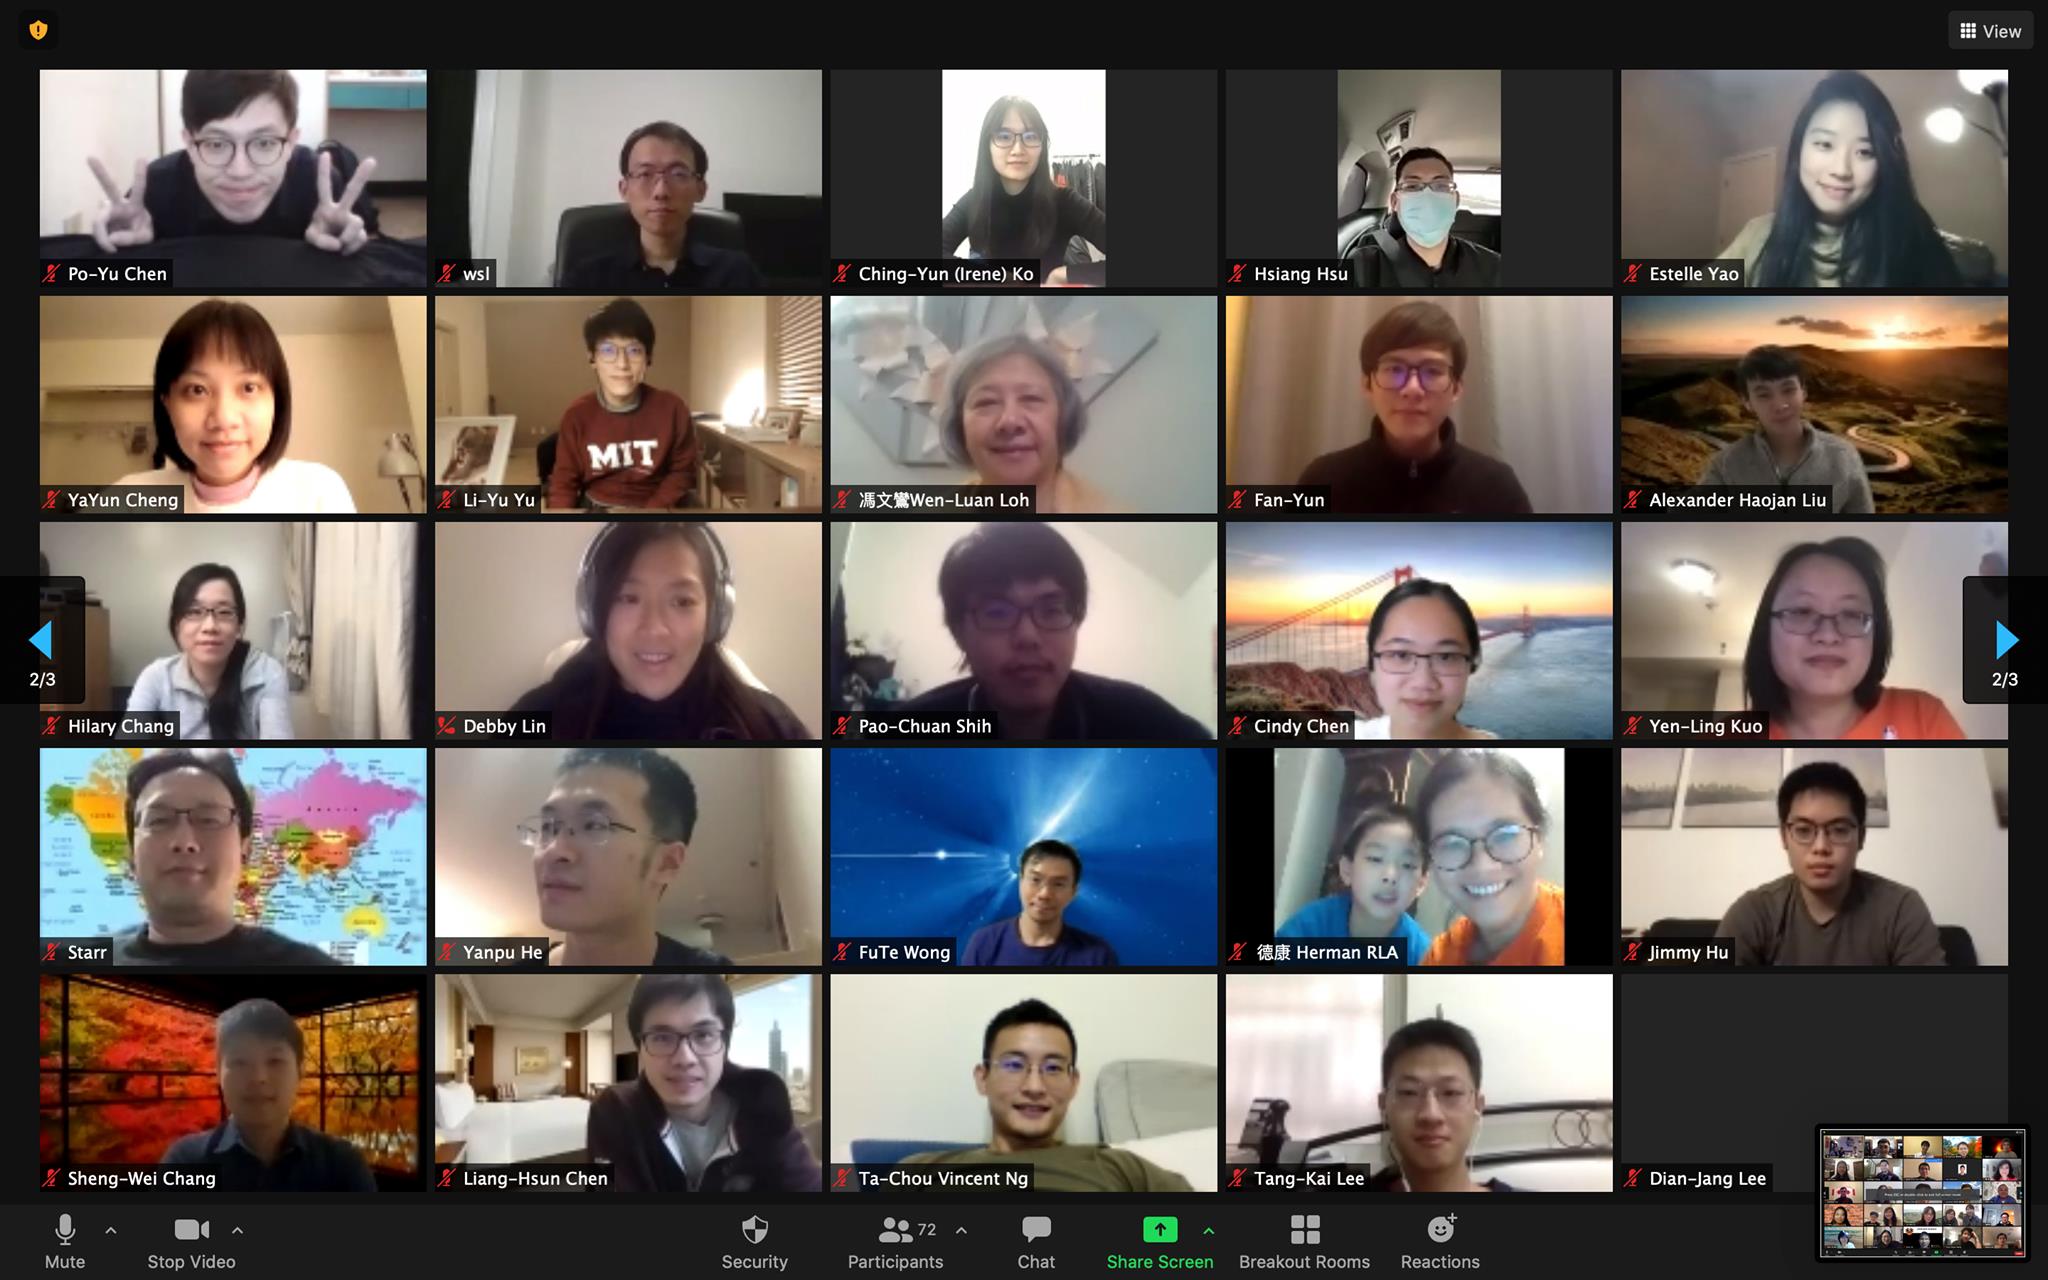 View
Po-Yu Chen
wsl
Ching-Yun (Irene) Ko
Hsiang Hsu
Estelle Yao
YaYun Cheng
MIT
Li-Yu Yu
馮文鸞Wen-Luan Loh
Fan-Yun
Alexander Haojan Liu
2/3
2/3
Hilary Chang
Debby Lin
Pao-Chuan Shih
Cindy Chen
Yen-Ling Kuo
Starr
Yanpu He
FuTe Wong
德康 Herman RLA
Jimmy Hu
Sheng-Wei Chang
Liang-Hsun Chen
Ta-Chou Vincent Ng
Tang-Kai Lee
Dian-Jang Lee
Mute
Stop Video
Security
72
Participants
Chat
Share Screen
Breakout Rooms
Reactions